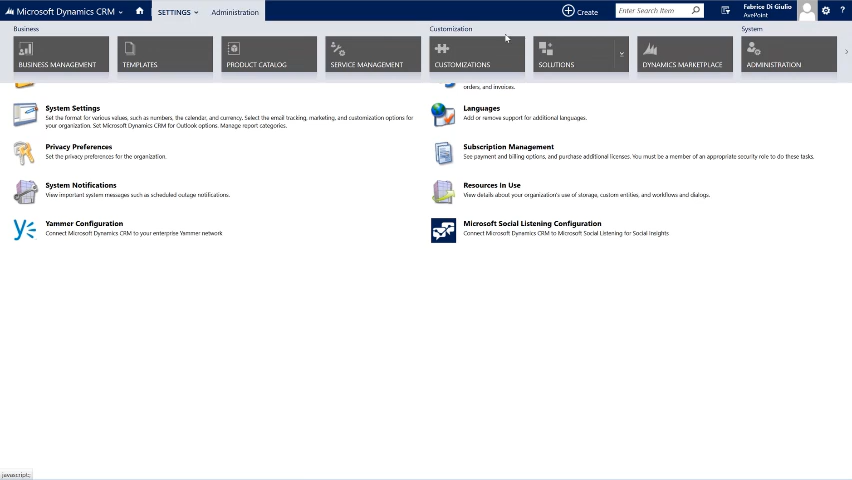 Microsoft Dynamics CRM
SETTINGS
Administration
Create
Enter Search Item
Fabrice Di Giulio
AvePoint
?
Business
Customization
System
BUSINESS MANAGEMENT
TEMPLATES
PRODUCT CATALOG
SERVICE MANAGEMENT
CUSTOMIZATIONS
SOLUTIONS
DYNAMICS MARKETPLACE
ADMINISTRATION
orders, and invoices.
System Settings
Set the format for various values, such as numbers, the calendar, and currency. Select the email tracking, marketing, and customization options for
your organization. Set Microsoft Dynamics CRM for Outlook options. Manage report categories.
Languages
Add or remove support for additional languages.
Privacy Preferences
Set the privacy preferences for the organization.
Subscription Management
See payment and billing options, and purchase additional licenses. You must be a member of an appropriate security role to do these tasks.
System Notifications
View important system messages such as scheduled outage notifications.
Resources In Use
View details about your organization's use of storage, custom entities, and workflows and dialogs.
Yammer Configuration
Connect Microsoft Dynamics CRM to your enterprise Yammer network
Microsoft Social Listening Configuration
Connect Microsoft Dynamics CRM to Microsoft Social Listening for Social Insights
javascript:;